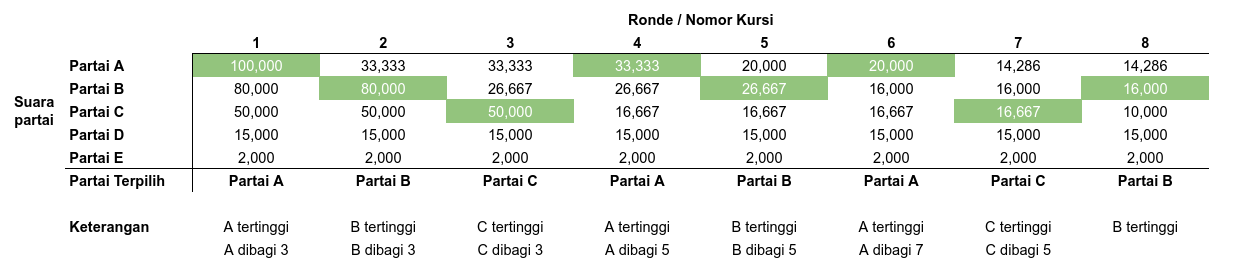 Ronde / Nomor Kursi
1 2 3 4 5 6 7 8
Partai A 100,000 33,333 33,333 33,333 20,000 20,000 14,286 14,286
Partai B 80,000 80,000 26,667 26,667 26,667 16,000 16,000 16,000
Suara
partai
Partai C 50,000 50,000 50,000 16,667 16,667 16,667 16,667 10,000
Partai D 15,000 15,000 15,000 15,000 15,000 15,000 15,000 15,000
Partai E 2,000 2,000 2,000 2,000 2,000 2,000 2,000 2,000
Partai Terpilih Partai A Partai B Partai C Partai A Partai B Partai A Partai C Partai B
Keterangan A tertinggi B tertinggi C tertinggi A tertinggi B tertinggi A tertinggi C tertinggi B tertinggi
A dibagi 3 B dibagi 3 C dibagi 3 A dibagi 5 B dibagi 5 A dibagi 7 C dibagi 5